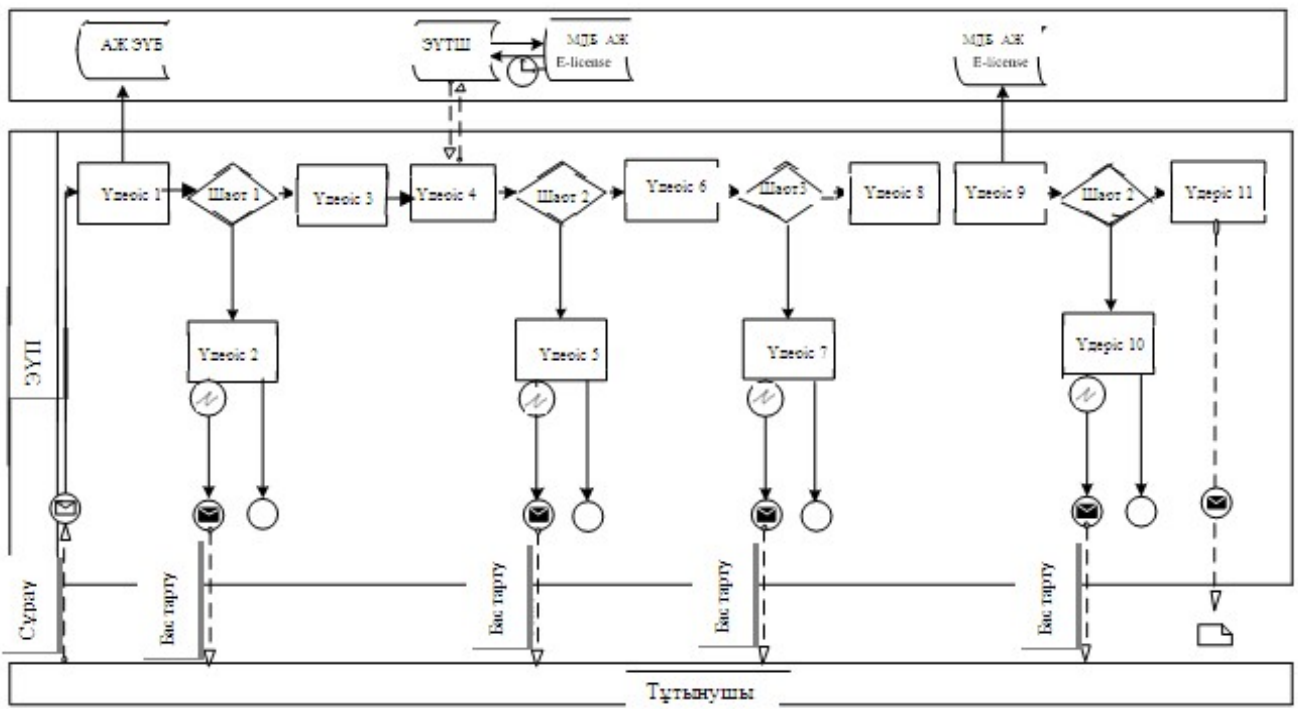 АЖ ЭҮБ
ЭҮТШ
МДБ АЖ
E-license
МДБ АЖ
E-license
ЭҮП
Үдеріс 1
Шарт 1
Үдеріс 3
Үдеріс 4
Шарт 2
Үдеріс 6
Шарт3
Үдеріс 8
Үдеріс 9
Шарт 2
Үдеріс 11
Үдеріс 2
Үдеріс 5
Үдеріс 7
Үдеріс 10
Сұрау
Бас тарту
Бас тарту
Бас тарту
Бас тарту
Тұтынушы